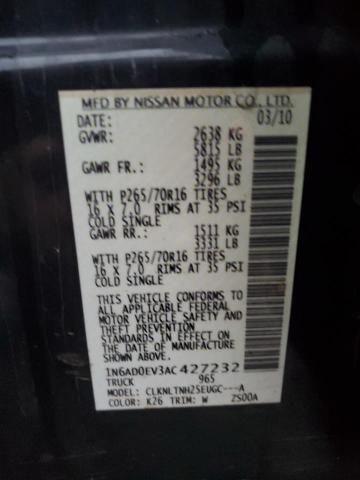 MFD BY NISSAN MOTOR CO., LTD.
DATE: 03/10
GVWR: 2638 KG
5815 LB
GAWR FR.: 1495 KG
3296 LB
WITH P265/70R16 TIRES
16 X 7.0 RIMS AT 35 PSI
COLD SINGLE
GAWR RR.: 1511 KG
3331 LB
WITH P265/70R16 TIRES
16 X 7.0 RIMS AT 35 PSI
COLD SINGLE
THIS VEHICLE CONFORMS TO
ALL APPLICABLE FEDERAL
MOTOR VEHICLE SAFETY
AND THEFT PREVENTION
STANDARDS IN EFFECT ON
THE DATE OF MANUFACTURE
SHOWN ABOVE.
1N6AD0EV3AC427232
TRUCK 965
MODEL: CLKNLTNH25EUGC---A
COLOR: K26 TRIM: W ZS00A